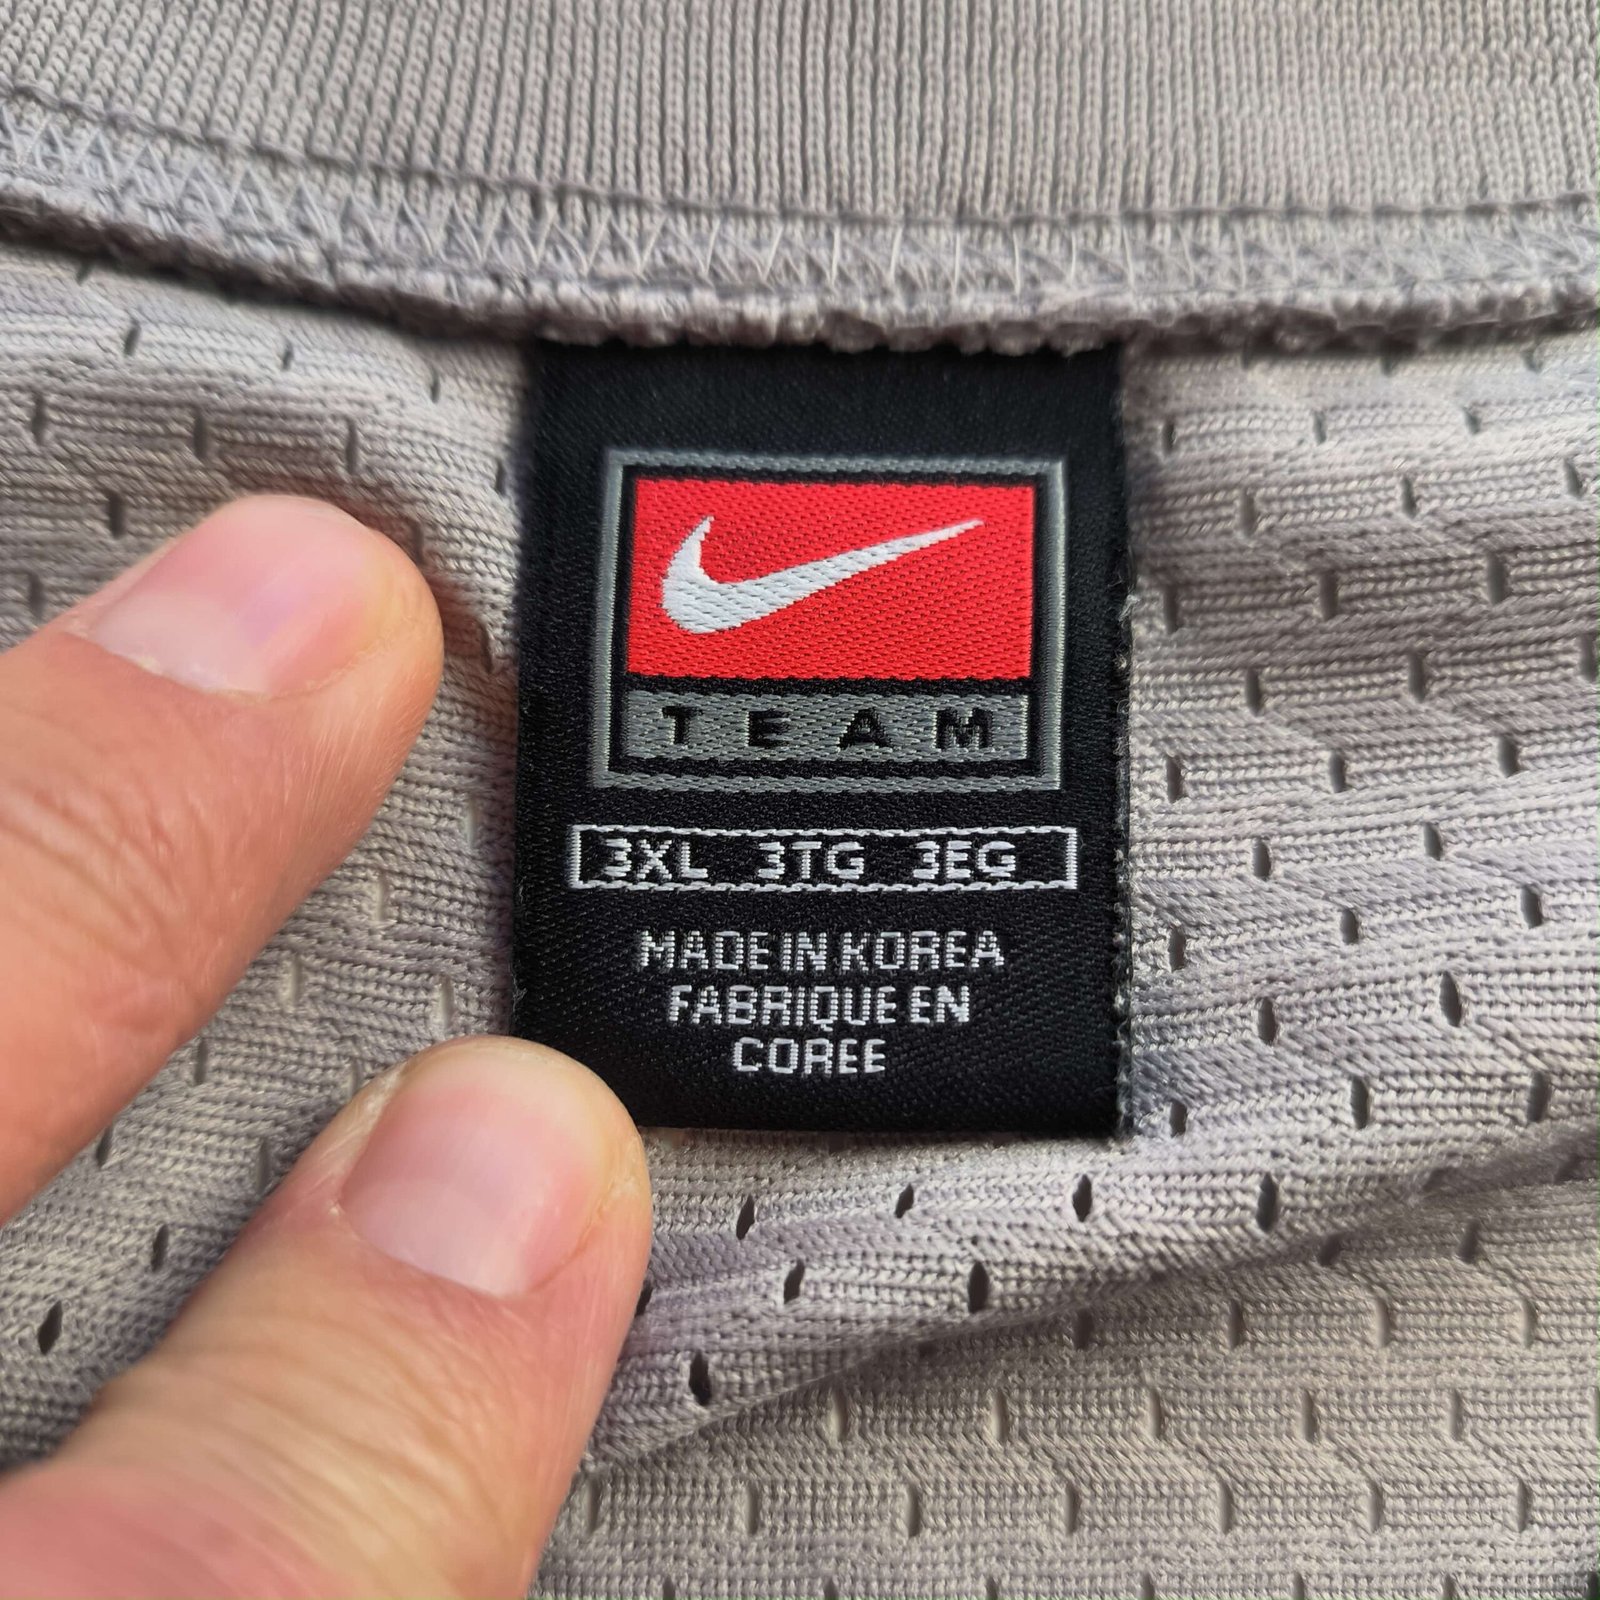 TEAM
3XL 3TG 3EG
MADE IN KOREA
FABRIQUE EN
COREE